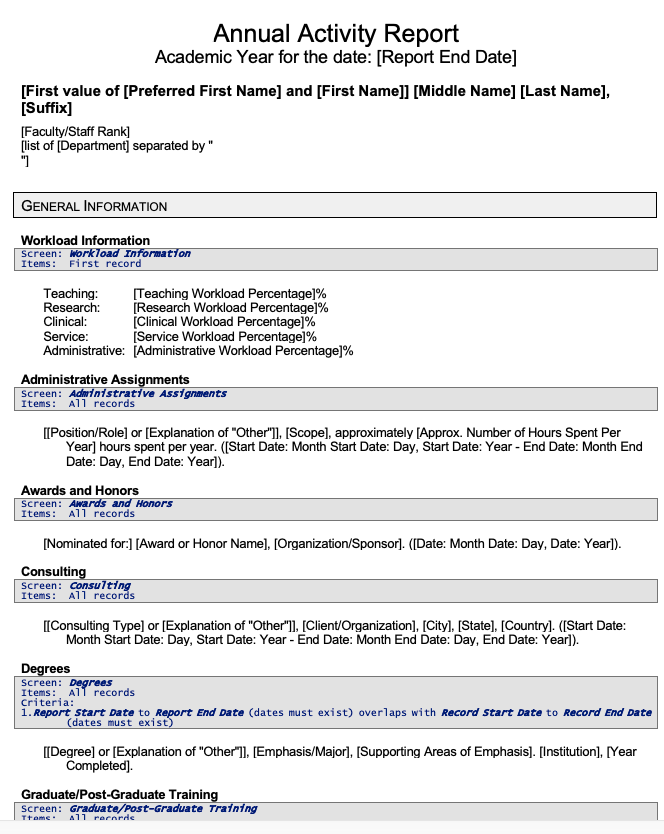 Annual Activity Report
Academic Year for the date: [Report End Date]
[First value of [Preferred First Name] and [First Name]] [Middle Name] [Last Name],
[Suffix]
[Faculty/Staff Rank]
[list of [Department] separated by "
"]
GENERAL INFORMATION
Workload Information
Screen: Workload Information
Items: First record
Teaching: [Teaching Workload Percentage]%
Research: [Research Workload Percentage]%
Clinical: [Clinical Workload Percentage]%
Service: [Service Workload Percentage]%
Administrative: [Administrative Workload Percentage]%
Administrative Assignments
Screen: Administrative Assignments
Items: All records
[[Position/Role] or [Explanation of "Other"]], [Scope], approximately [Approx. Number of Hours Spent Per
Year] hours spent per year. ([Start Date: Month Start Date: Day, Start Date: Year - End Date: Month End
Date: Day, End Date: Year]).
Awards and Honors
Screen: Awards and Honors
Items: All records
[Nominated for:] [Award or Honor Name], [Organization/Sponsor]. ([Date: Month Date: Day, Date: Year]).
Consulting
Screen: Consulting
Items: All records
[[Consulting Type] or [Explanation of "Other"]], [Client/Organization], [City], [State], [Country]. ([Start Date:
Month Start Date: Day, Start Date: Year - End Date: Month End Date: Day, End Date: Year]).
Degrees
Screen: Degrees
Items: All records
Criteria:
1.Report Start Date to Report End Date (dates must exist) overlaps with Record Start Date to Record End Date
(dates must exist)
[[Degree] or [Explanation of "Other"]], [Emphasis/Major], [Supporting Areas of Emphasis]. [Institution], [Year
Completed].
Graduate/Post-Graduate Training
Screen: Graduate/Post-Graduate Training
Items: All records